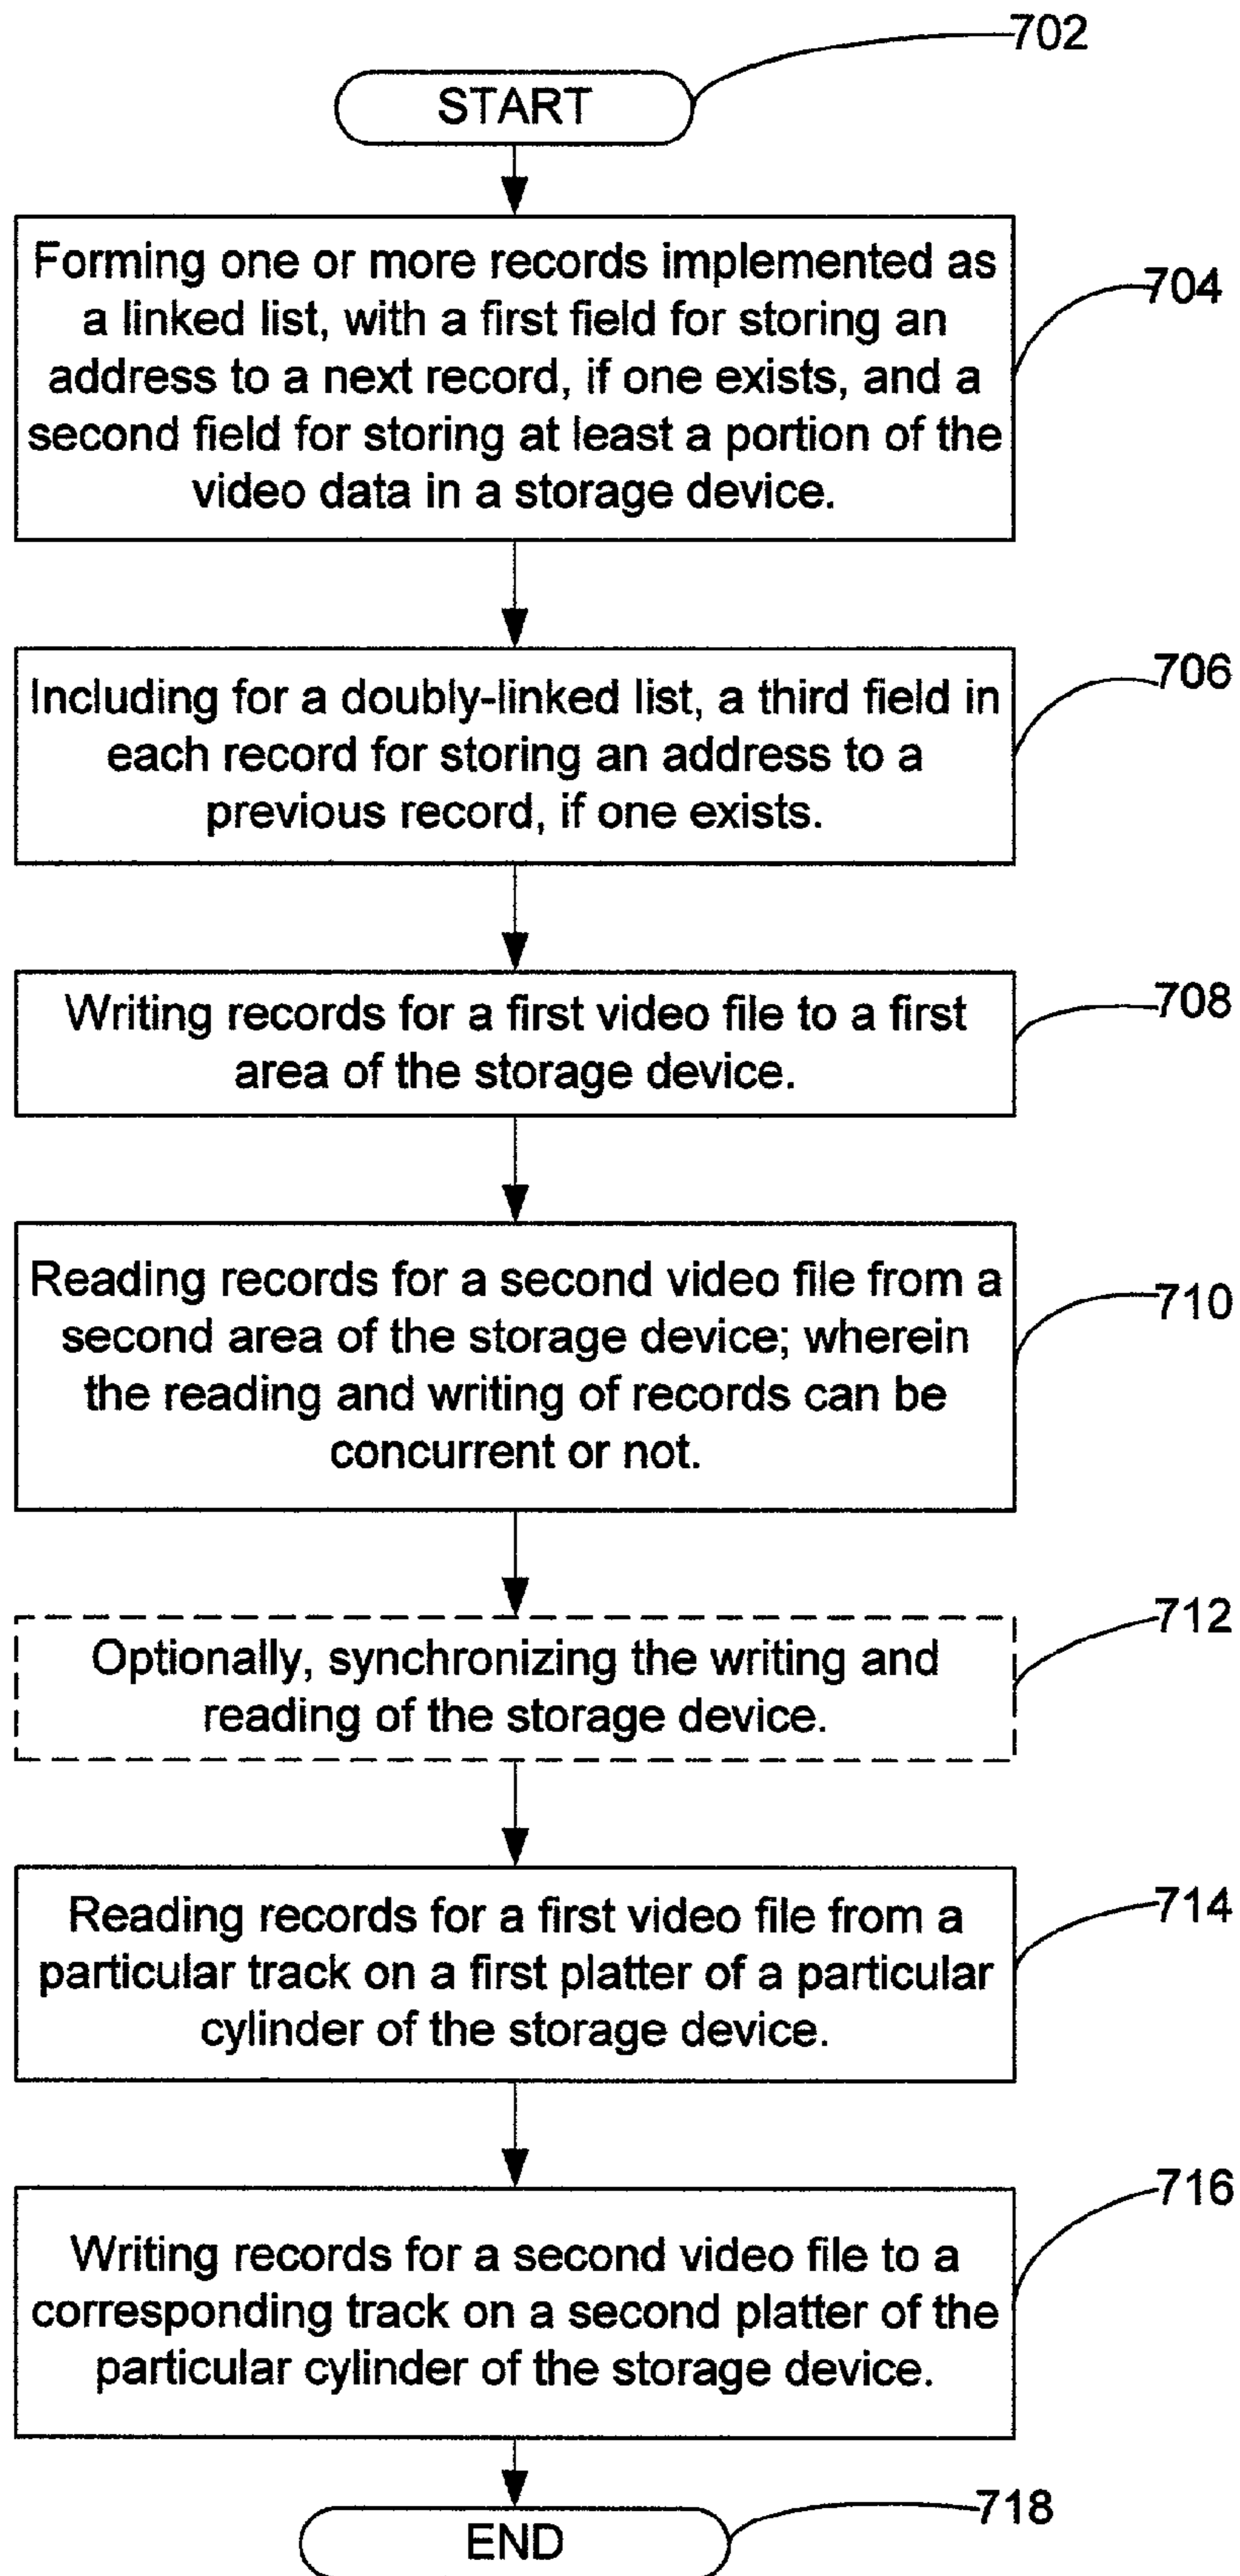 702
START
Forming one or more records implemented as
a linked list, with a first field for storing an
address to a next record, if one exists, and a
second field for storing at least a portion of the
video data in a storage device.
704
Including for a doubly-linked list, a third field in
each record for storing an address to a
previous record, if one exists.
706
Writing records for a first video file to a first
area of the storage device.
708
Reading records for a second video file from a
second area of the storage device; wherein
the reading and writing of records can be
concurrent or not.
710
Optionally, synchronizing the writing and
reading of the storage device.
712
Reading records for a first video file from a
particular track on a first platter of a particular
cylinder of the storage device.
714
Writing records for a second video file to a
corresponding track on a second platter of the
particular cylinder of the storage device.
716
END
718